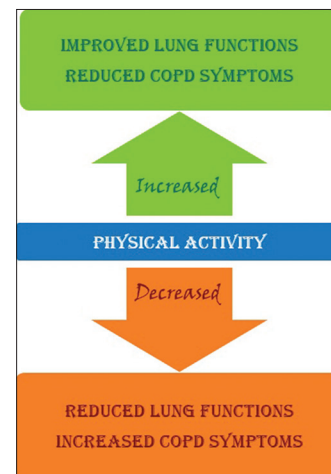 IMPROVED LUNG FUNCTIONS
REDUCED COPD SYMPTOMS
Increased
PHYSICAL ACTIVITY
Decreased
REDUCED LUNG FUNCTIONS
INCREASED COPD SYMPTOMS